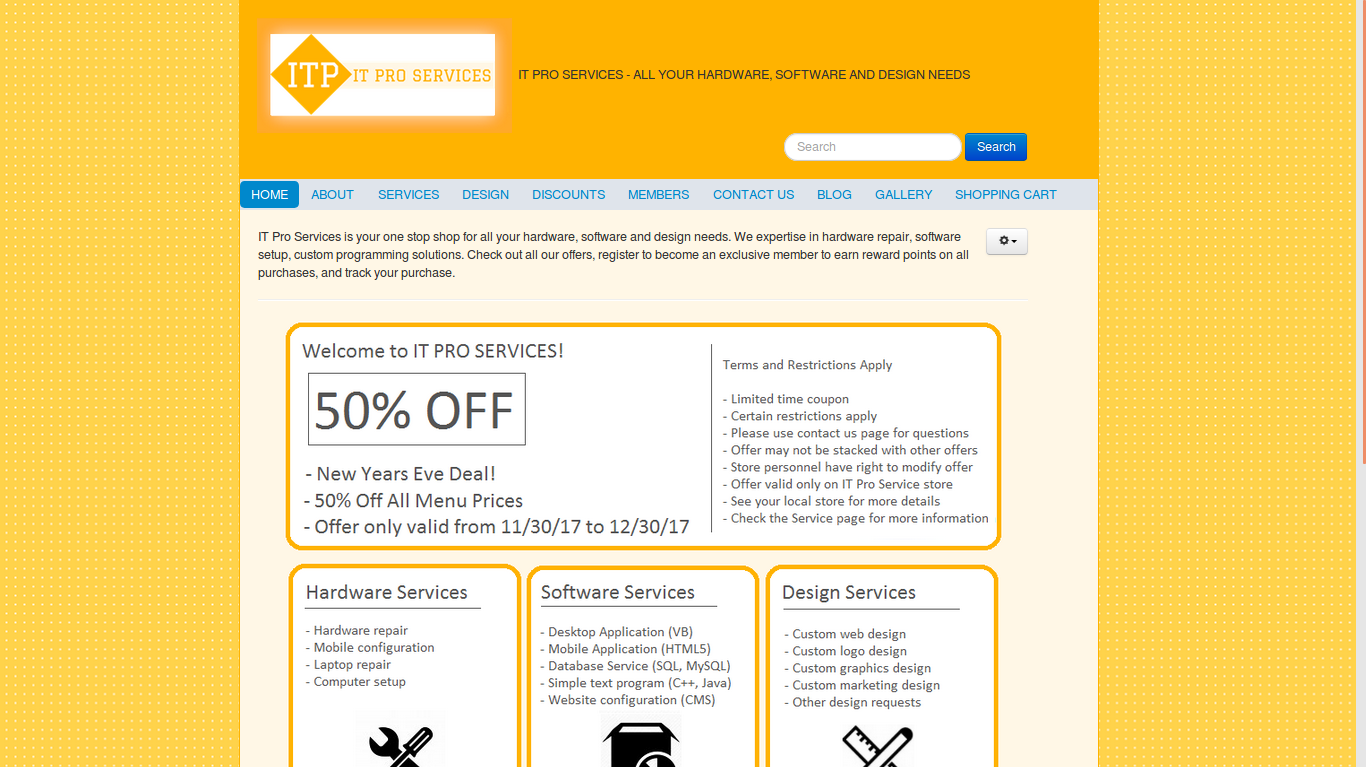 ITP IT PRO SERVICES
IT PRO SERVICES - ALL YOUR HARDWARE, SOFTWARE AND DESIGN NEEDS
Search Search
HOME ABOUT SERVICES DESIGN DISCOUNTS MEMBERS CONTACT US BLOG GALLERY SHOPPING CART
IT Pro Services is your one stop shop for all your hardware, software and design needs. We expertise in hardware repair, software
setup, custom programming solutions. Check out all our offers, register to become an exclusive member to earn reward points on all
purchases, and track your purchase.
Welcome to IT PRO SERVICES!
50% OFF
- New Years Eve Deal!
- 50% Off All Menu Prices
- Offer only valid from 11/30/17 to 12/30/17
Terms and Restrictions Apply
- Limited time coupon
- Certain restrictions apply
- Please use contact us page for questions
- Offer may not be stacked with other offers
- Store personnel have right to modify offer
- Offer valid only on IT Pro Service store
- See your local store for more details
- Check the Service page for more information
Hardware Services
- Hardware repair
- Mobile configuration
- Laptop repair
- Computer setup
Software Services
- Desktop Application (VB)
- Mobile Application (HTML5)
- Database Service (SQL, MySQL)
- Simple text program (C++, Java)
- Website configuration (CMS)
Design Services
- Custom web design
- Custom logo design
- Custom graphics design
- Custom marketing design
- Other design requests